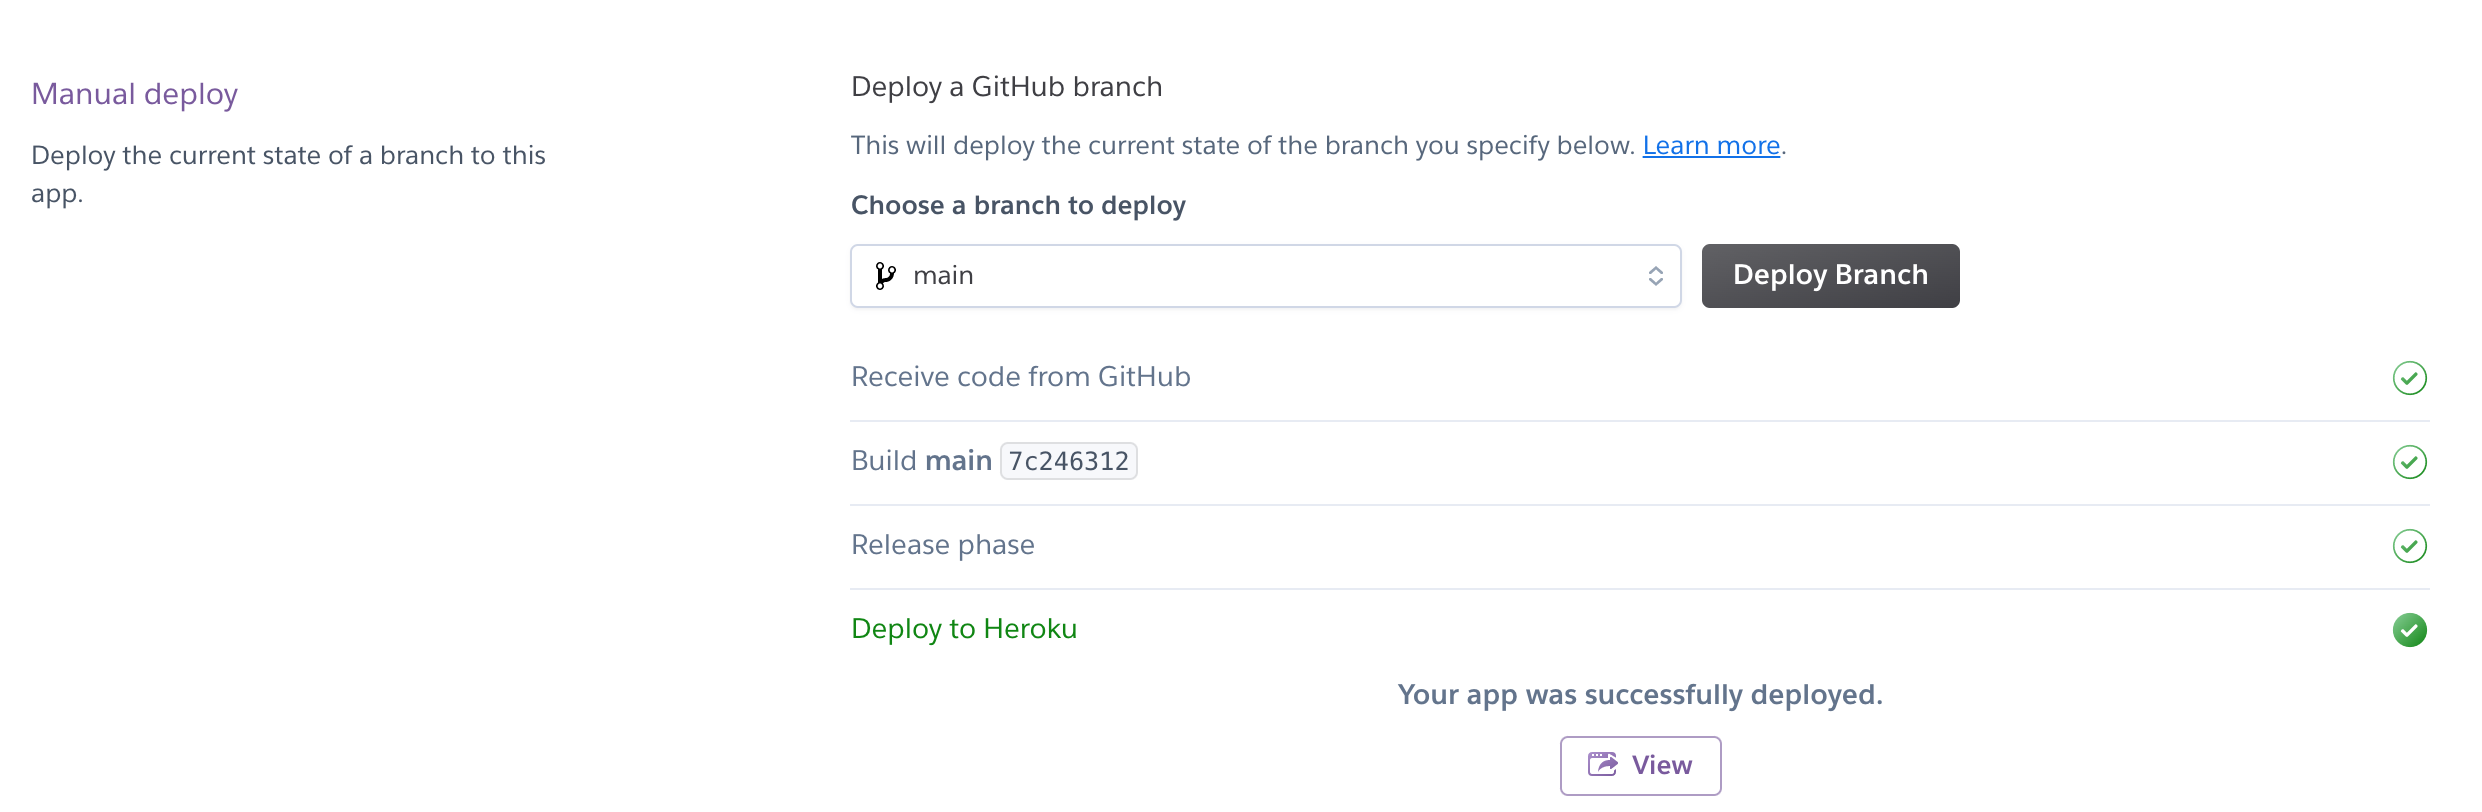 Manual deploy
Deploy the current state of a branch to this
app.
Deploy a GitHub branch
This will deploy the current state of the branch you specify below. Learn more.
Choose a branch to deploy
main
Deploy Branch
Receive code from GitHub
Build main 7c246312
Release phase
Deploy to Heroku
Your app was successfully deployed.
View